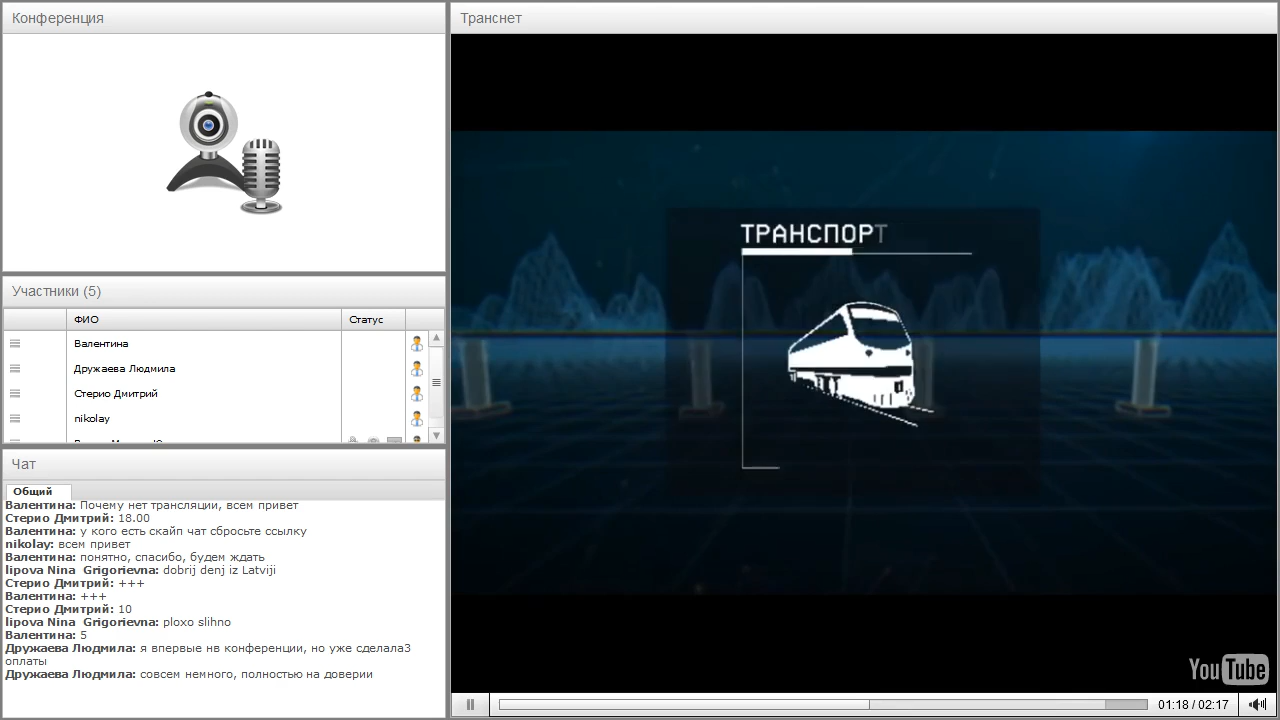 Конференция
Транснет
ТРАНСПОРТ
Участники (5)
ФИО Статус
Валентина
Дружаева Людмила
Стерио Дмитрий
nikolay
Чат
Общий
Валентина: Почему нет трансляции, всем привет
Стерио Дмитрий: 18.00
Валентина: у кого есть скайп чат сбросьте ссылку
nikolay: всем привет
Валентина: понятно, спасибо, будем ждать
lipova Nina Grigorievna: dobrij denj iz Latviji
Стерио Дмитрий: +++
Валентина: +++
Стерио Дмитрий: 10
lipova Nina Grigorievna: ploxo slihno
Валентина: 5
Дружаева Людмила: я впервые нв конференции, но уже сделала3
оплаты
Дружаева Людмила: совсем немного, полностью на доверии
YouTube
01:18 / 02:17